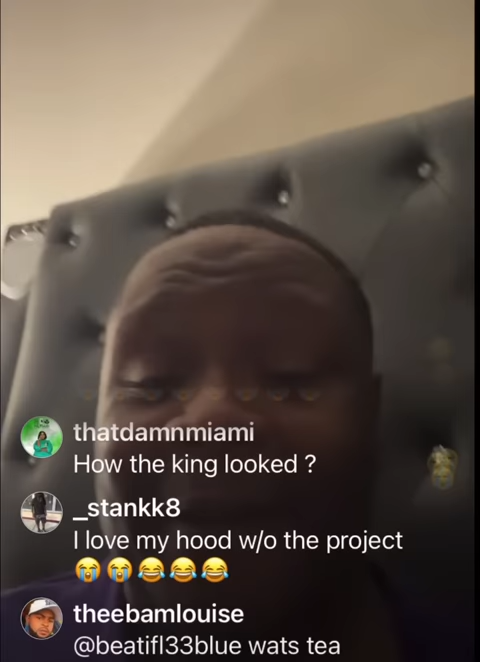 thatdamnmiami
How the king looked ?
_stankk8
I love my hood w/o the project
😭😭😂😂😂
theebamlouise
@beatifl33blue wats tea